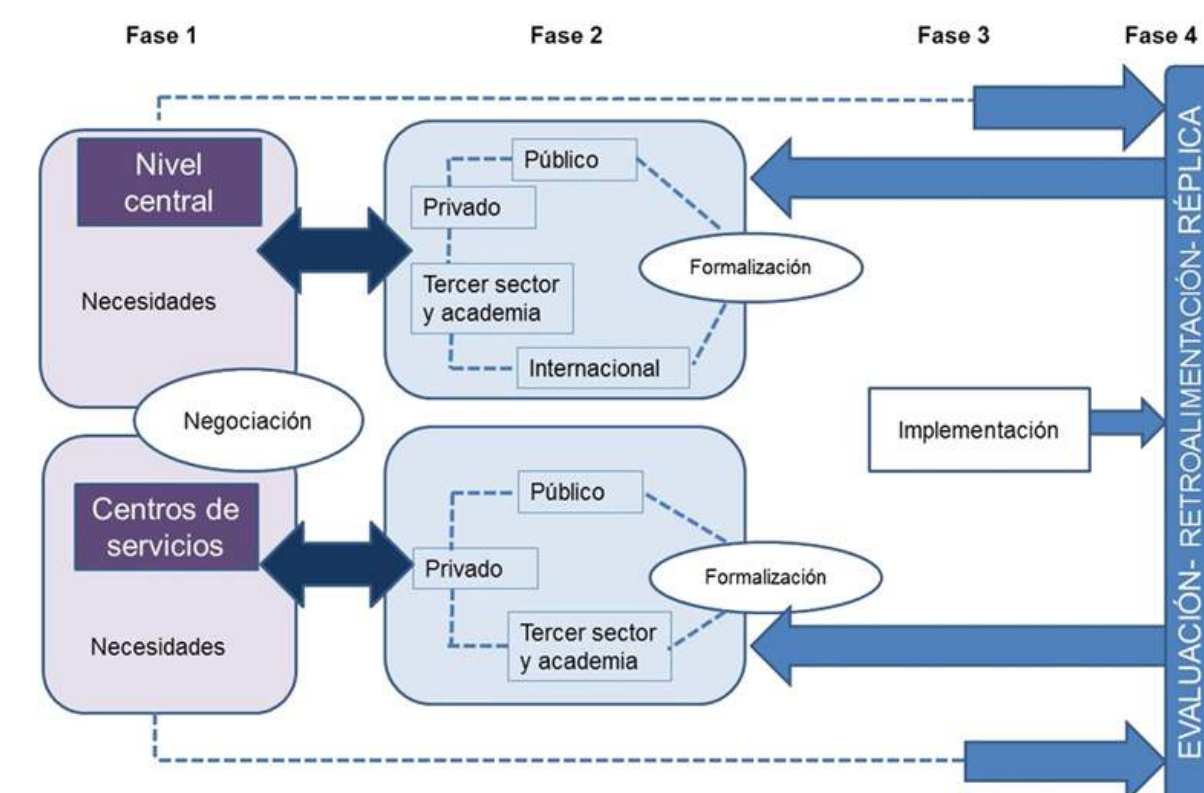 Fase 1
Fase 2
Fase 3
Fase 4
Nivel
central
Necesidades
Negociación
Centros de
servicios
Necesidades
Público
Privado
Tercer sector
y academia
Internacional
Formalización
Público
Privado
Tercer sector
y academia
Formalización
Implementación
EVALUACIÓN- RETROALIMENTACIÓN-RÉPLICA